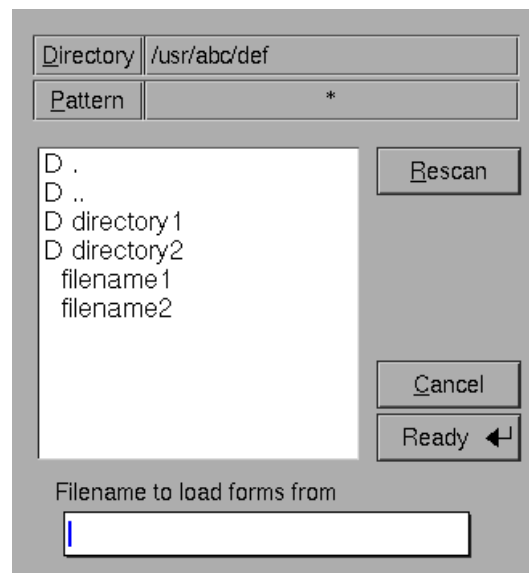 Directory /usr/abc/def
Pattern *
D .
D ..
D directory1
D directory2
filename1
filename2
Rescan
Cancel
Ready
Filename to load forms from